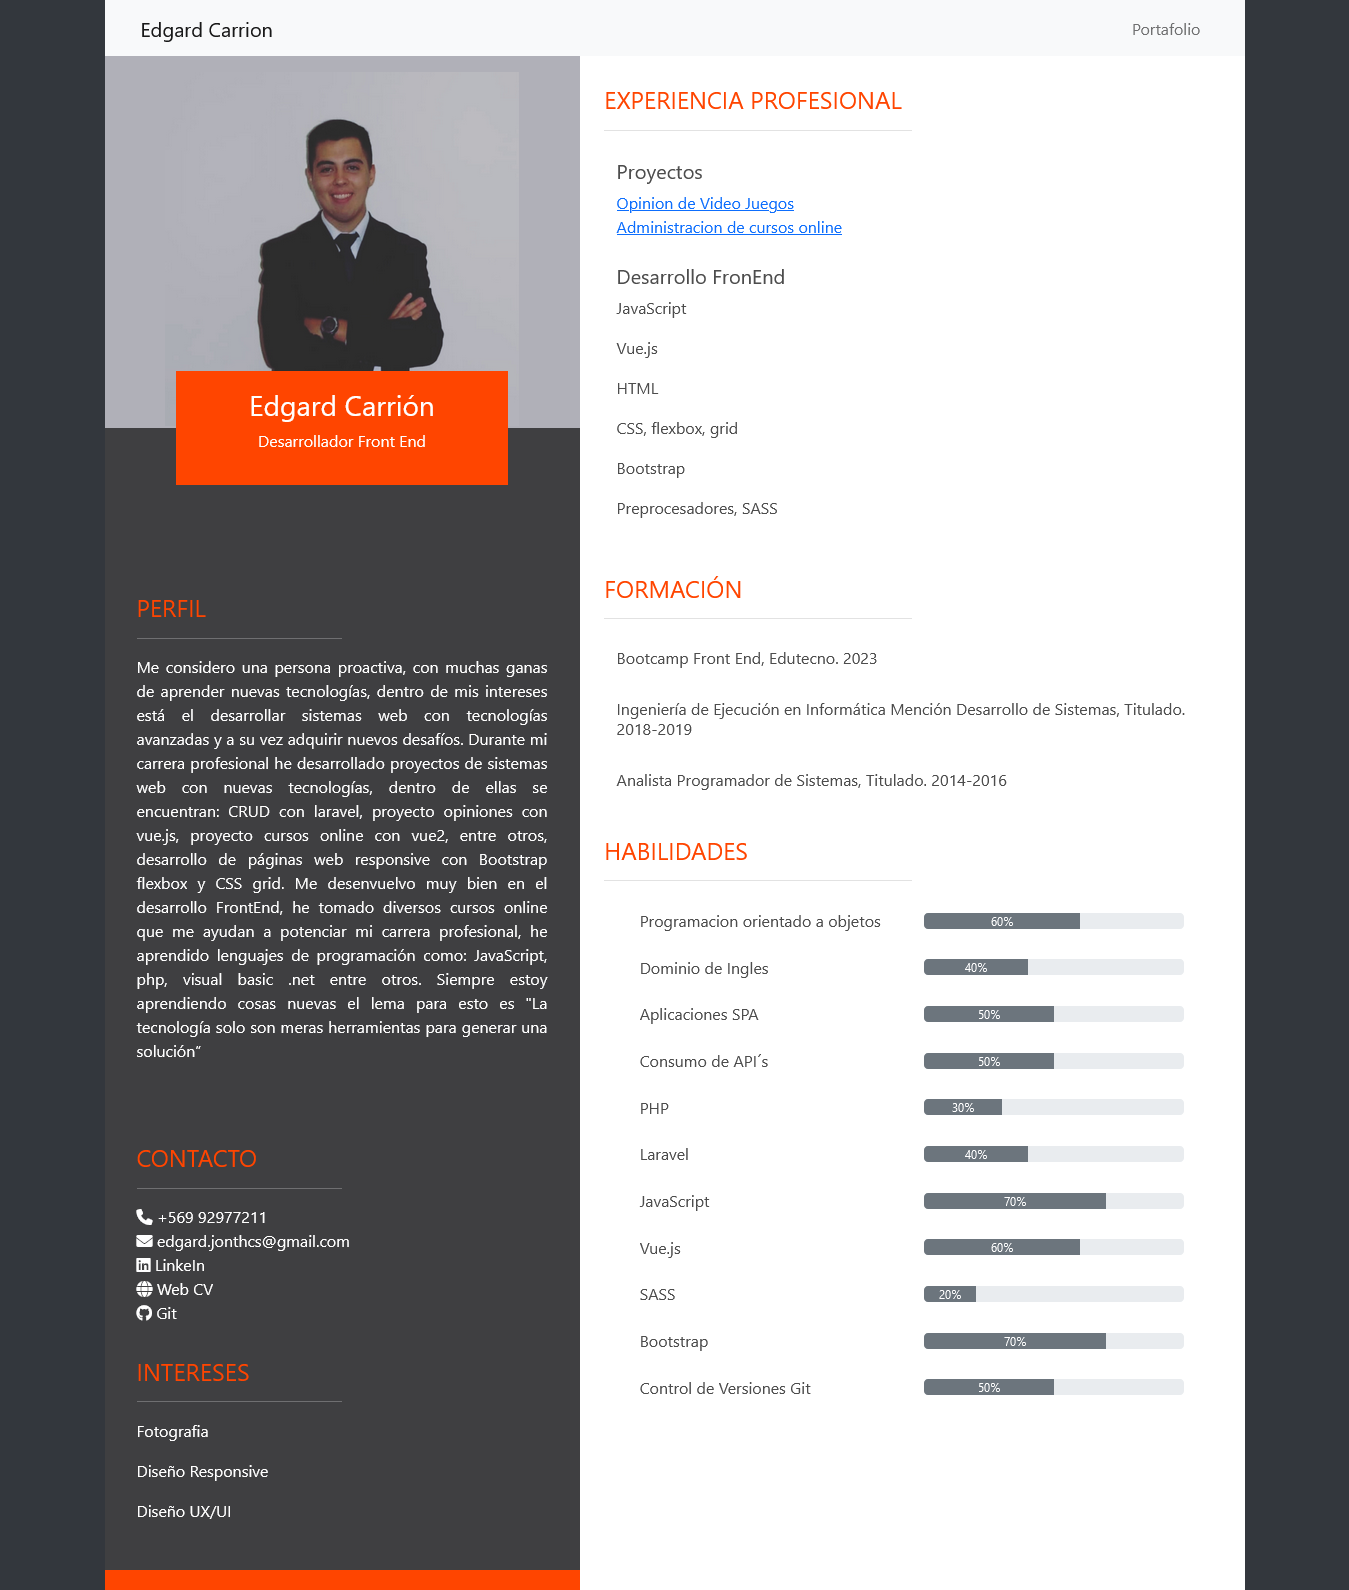 Edgard Carrion
Portafolio
Edgard Carrión
Desarrollador Front End
PERFIL
Me considero una persona proactiva, con muchas ganas
de aprender nuevas tecnologías, dentro de mis intereses
está el desarrollar sistemas web con tecnologías
avanzadas y a su vez adquirir nuevos desafíos. Durante mi
carrera profesional he desarrollado proyectos de sistemas
web con nuevas tecnologías, dentro de ellas se
encuentran: CRUD con laravel, proyecto opiniones con
vue.js, proyecto cursos online con vue2, entre otros,
desarrollo de páginas web responsive con Bootstrap
flexbox y CSS grid. Me desenvuelvo muy bien en el
desarrollo FrontEnd, he tomado diversos cursos online
que me ayudan a potenciar mi carrera profesional, he
aprendido lenguajes de programación como: JavaScript,
php, visual basic .net entre otros. Siempre estoy
aprendiendo cosas nuevas el lema para esto es "La
tecnología solo son meras herramientas para generar una
solución“
CONTACTO
+569 92977211
edgard.jonthcs@gmail.com
LinkeIn
Web CV
Git
INTERESES
Fotografia
Diseño Responsive
Diseño UX/UI
EXPERIENCIA PROFESIONAL
Proyectos
Opinion de Video Juegos
Administracion de cursos online
Desarrollo FronEnd
JavaScript
Vue.js
HTML
CSS, flexbox, grid
Bootstrap
Preprocesadores, SASS
FORMACIÓN
Bootcamp Front End, Edutecno. 2023
Ingeniería de Ejecución en Informática Mención Desarrollo de Sistemas, Titulado.
2018-2019
Analista Programador de Sistemas, Titulado. 2014-2016
HABILIDADES
Programacion orientado a objetos 60%
Dominio de Ingles 40%
Aplicaciones SPA 50%
Consumo de API´s 50%
PHP 30%
Laravel 40%
JavaScript 70%
Vue.js 60%
SASS 20%
Bootstrap 70%
Control de Versiones Git 50%